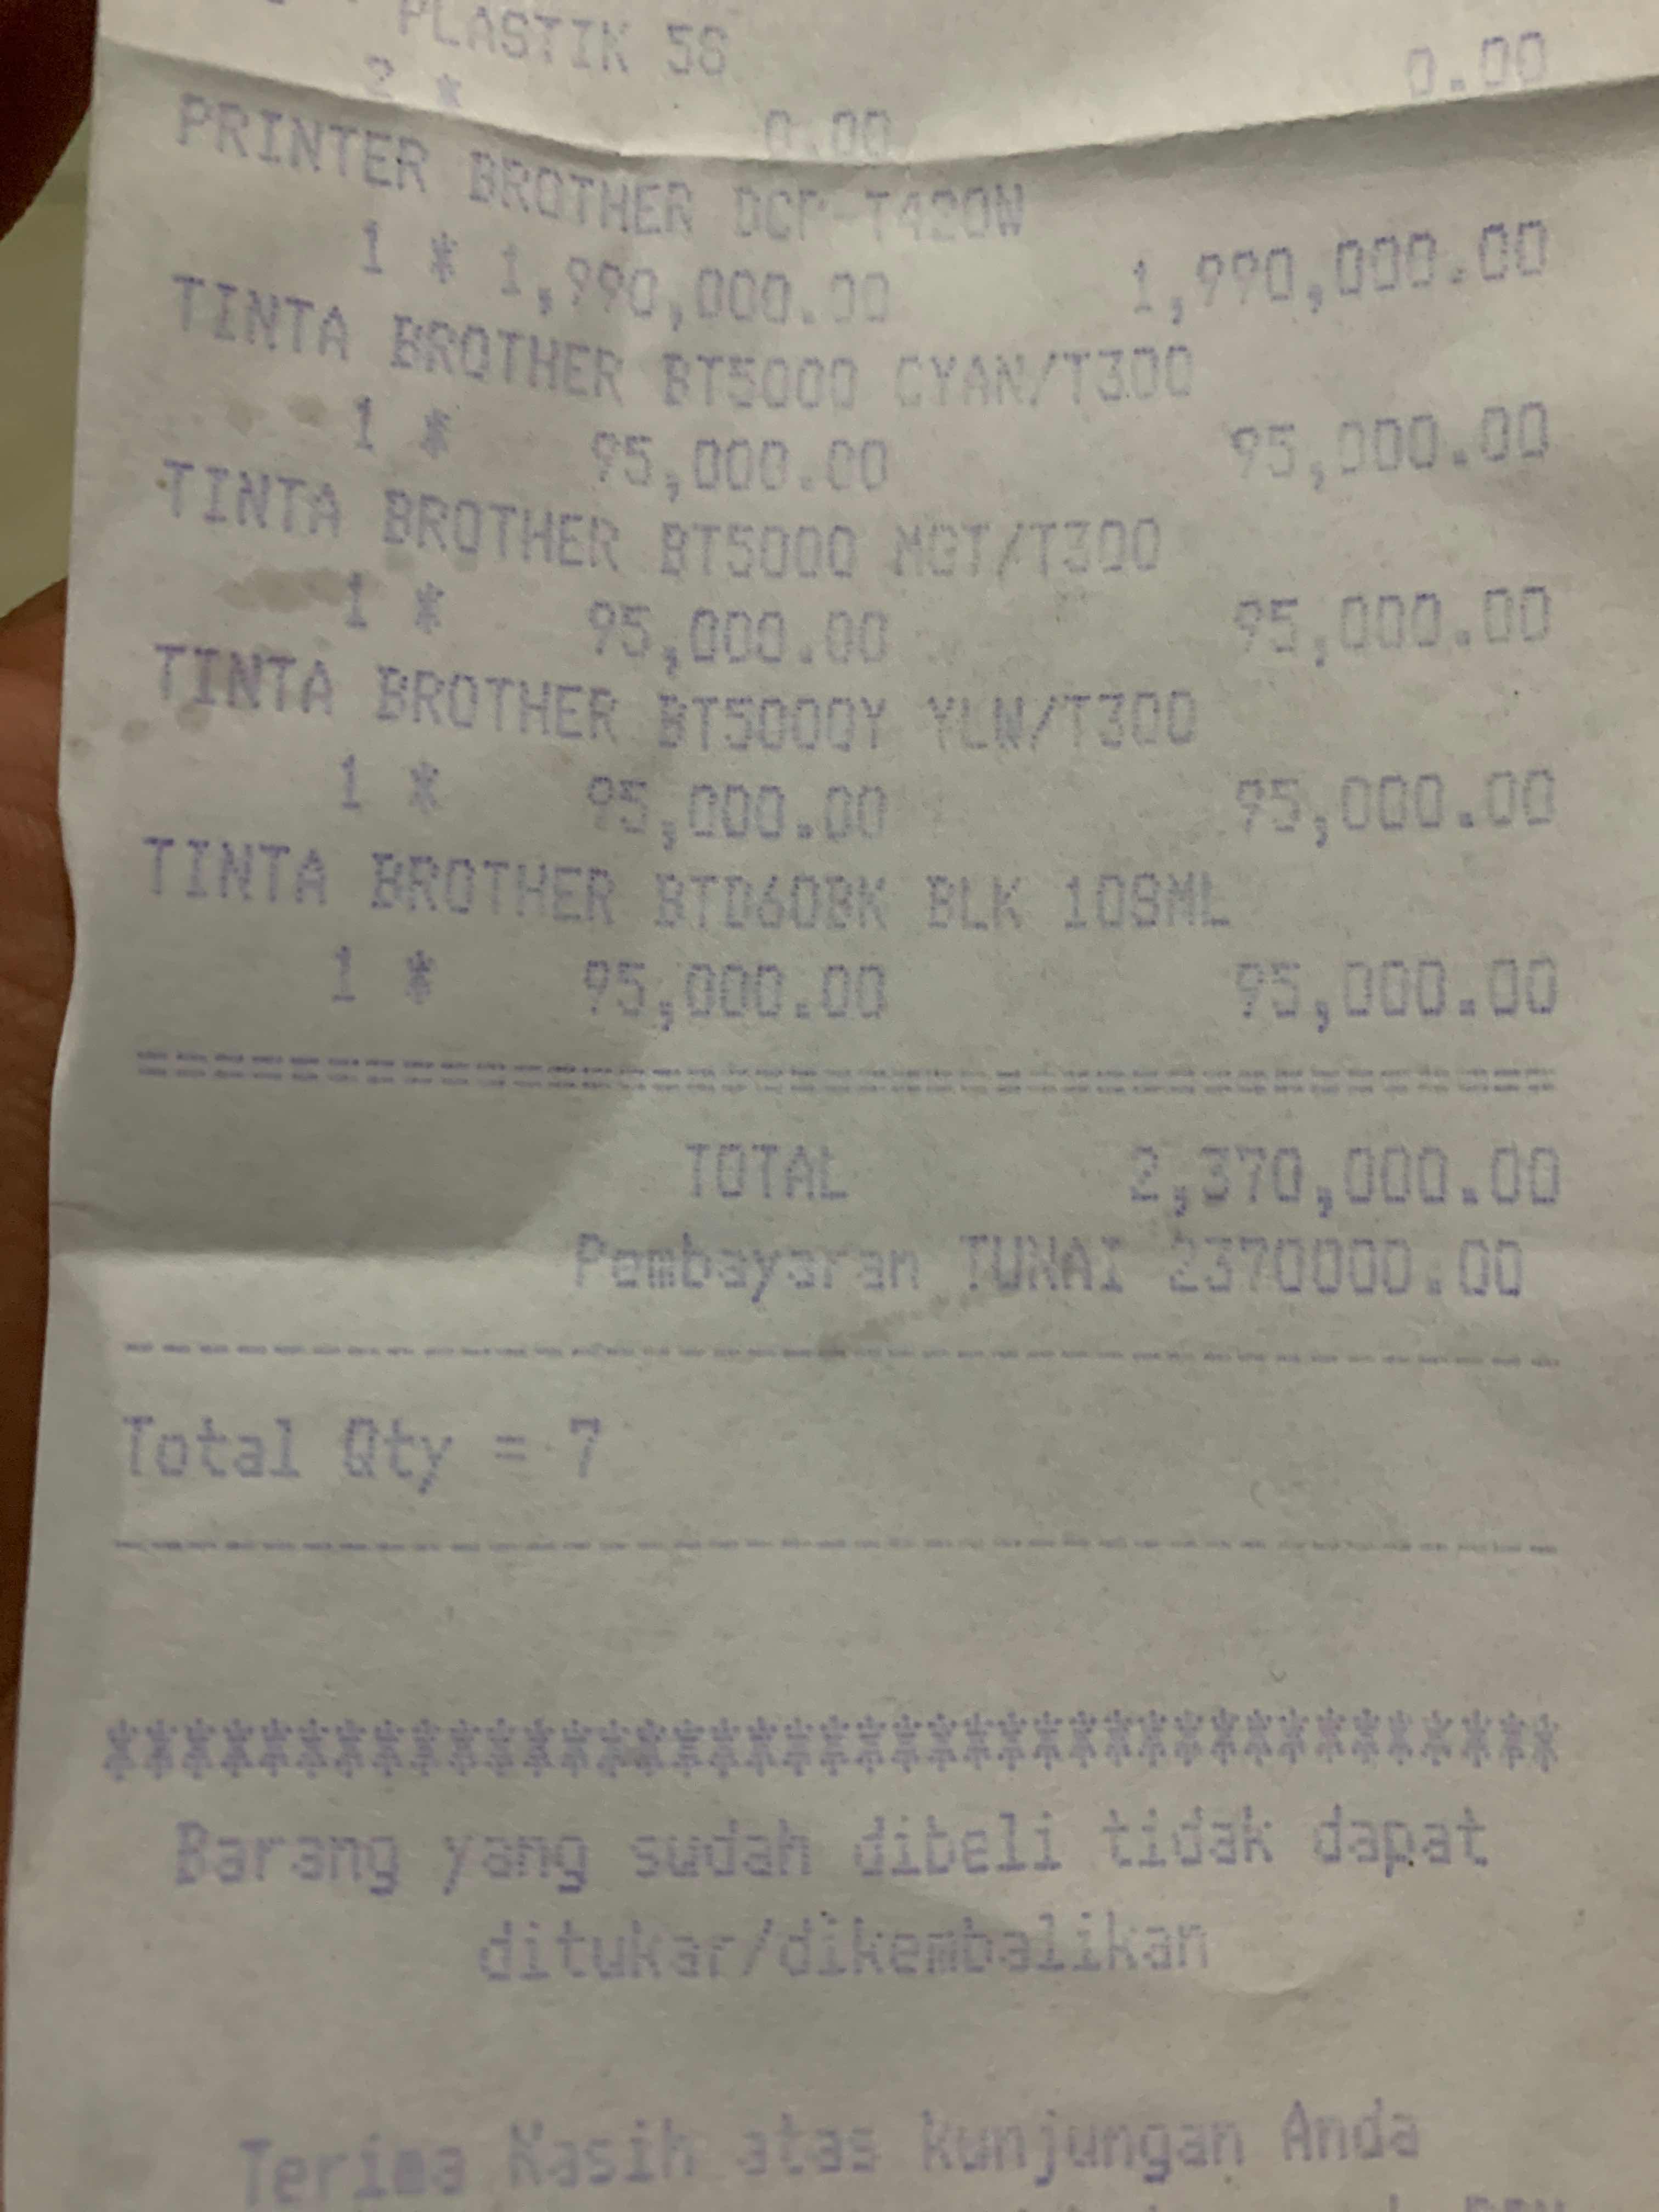 PLASTIK 58
2 * 0.00 0.00
PRINTER BROTHER DCP-T420W
1 * 1,990,000.00 1,990,000.00
TINTA BROTHER BT5000 CYAN/T300
1 * 95,000.00 95,000.00
TINTA BROTHER BT5000 MGT/T300
1 * 95,000.00 95,000.00
TINTA BROTHER BT5000Y YLW/T300
1 * 95,000.00 95,000.00
TINTA BROTHER BTD60BK BLK 108ML
1 * 95,000.00 95,000.00
======================================
TOTAL 2,370,000.00
Pembayaran TUNAI 2370000.00
--------------------------------------
Total Qty = 7
--------------------------------------
***************************************
Barang yang sudah dibeli tidak dapat
ditukar/dikembalikan
Terima Kasih atas kunjungan Anda